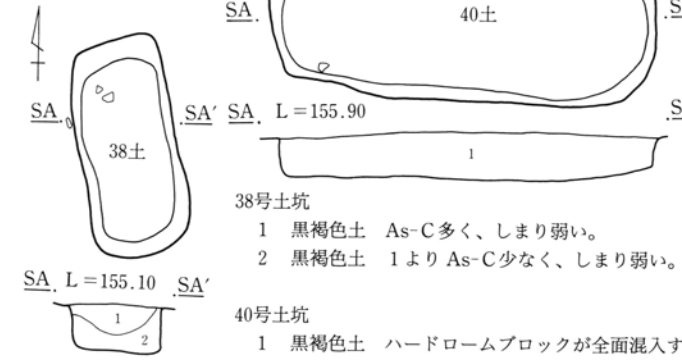 SA.
40土
SA.
.SA′
38土
SA. L=155.10 .SA′
1
2
SA. L=155.90
1
38号土坑
1 黒褐色土 As-C多く、しまり弱い。
2 黒褐色土 1より As-C少なく、しまり弱い。
40号土坑
1 黒褐色土 ハードロームブロックが全面混入す